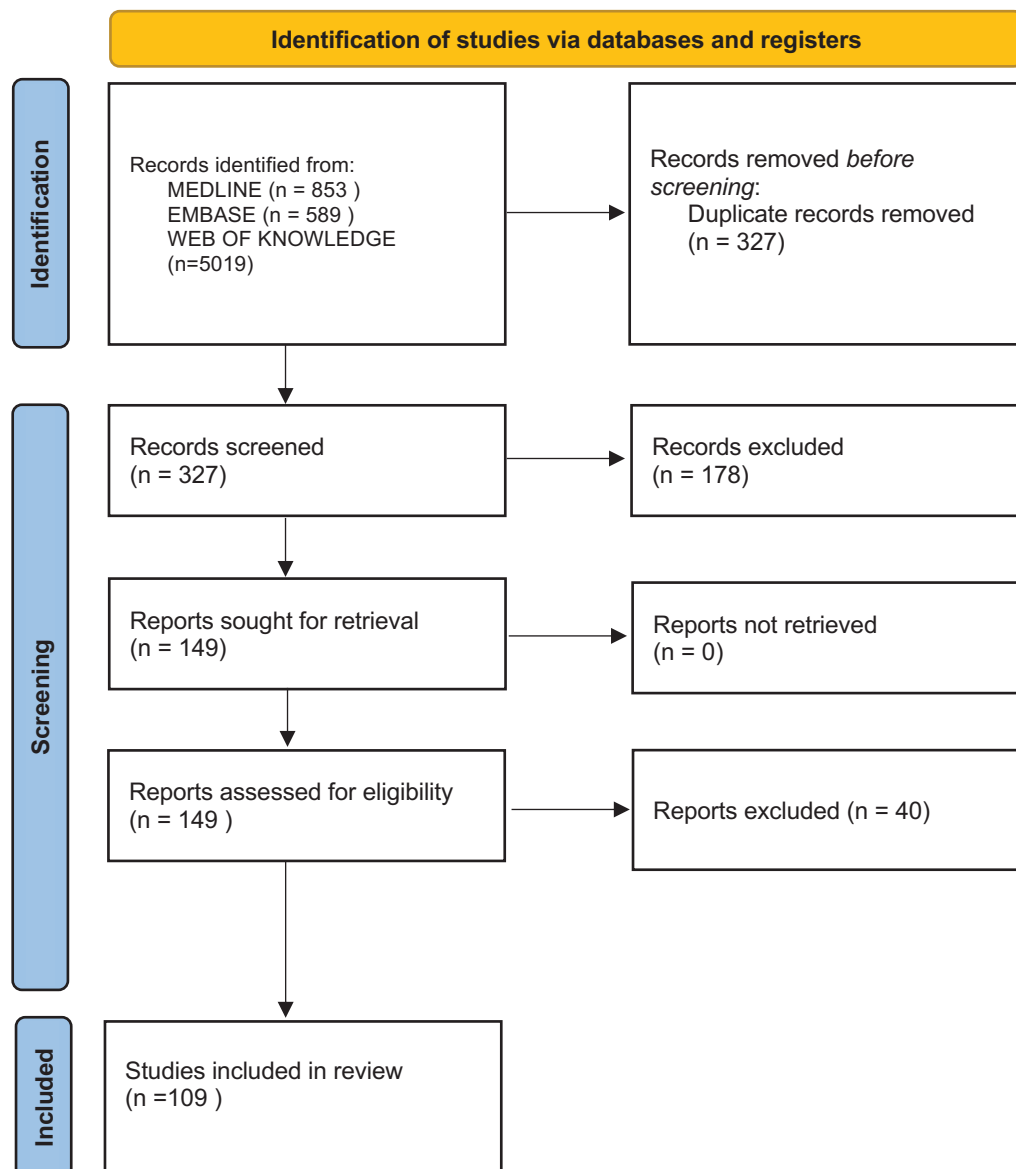 Identification of studies via databases and registers
Identification
Records identified from:
MEDLINE (n = 853 )
EMBASE (n = 589 )
WEB OF KNOWLEDGE
(n=5019)
Records removed before
screening:
Duplicate records removed
(n = 327)
Screening
Records screened
(n = 327)
Records excluded
(n = 178)
Reports sought for retrieval
(n = 149)
Reports not retrieved
(n = 0)
Reports assessed for eligibility
(n = 149 )
Reports excluded (n = 40)
Included
Studies included in review
(n =109 )